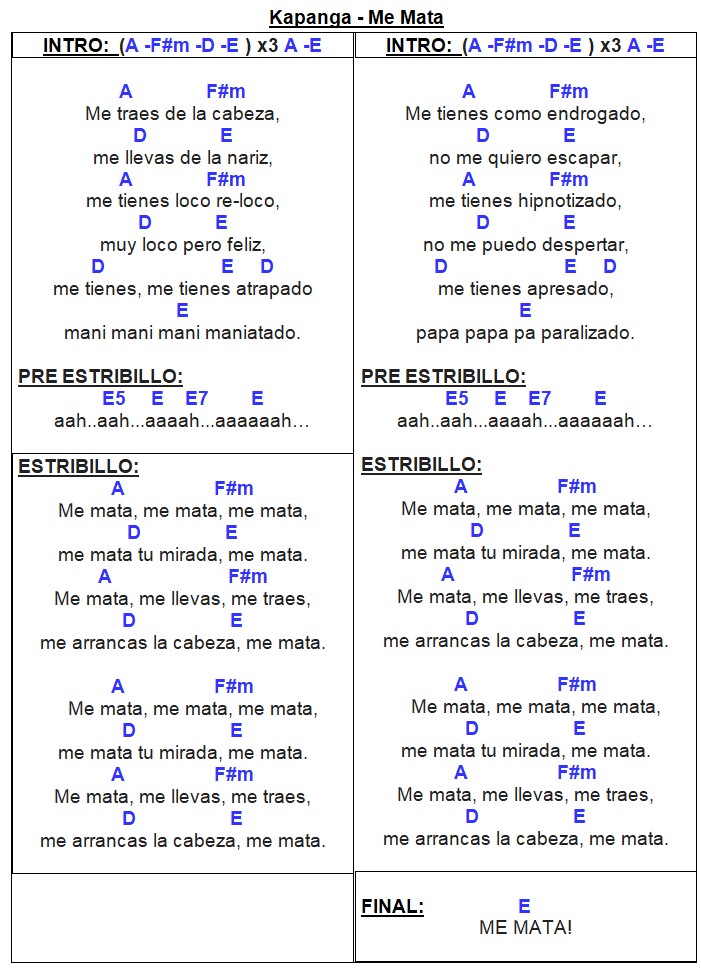 Kapanga - Me Mata
INTRO: (A -F#m -D -E ) x3 A -E
A F#m
Me traes de la cabeza,
D E
me llevas de la nariz,
A F#m
me tienes loco re-loco,
D E
muy loco pero feliz,
D E D
me tienes, me tienes atrapado
E
mani mani mani maniatado.
PRE ESTRIBILLO:
E5 E E7 E
aah..aah...aaaah...aaaaaah...
ESTRIBILLO:
A F#m
Me mata, me mata, me mata,
D E
me mata tu mirada, me mata.
A F#m
Me mata, me llevas, me traes,
D E
me arrancas la cabeza, me mata.
A F#m
Me mata, me mata, me mata,
D E
me mata tu mirada, me mata.
A F#m
Me mata, me llevas, me traes,
D E
me arrancas la cabeza, me mata.
INTRO: (A -F#m -D -E ) x3 A -E
A F#m
Me tienes como endrogado,
D E
no me quiero escapar,
A F#m
me tienes hipnotizado,
D E
no me puedo despertar,
D E D
me tienes apresado,
E
papa papa pa paralizado.
PRE ESTRIBILLO:
E5 E E7 E
aah..aah...aaaah...aaaaaah...
ESTRIBILLO:
A F#m
Me mata, me mata, me mata,
D E
me mata tu mirada, me mata.
A F#m
Me mata, me llevas, me traes,
D E
me arrancas la cabeza, me mata.
A F#m
Me mata, me mata, me mata,
D E
me mata tu mirada, me mata.
A F#m
Me mata, me llevas, me traes,
D E
me arrancas la cabeza, me mata.
FINAL: E
ME MATA!